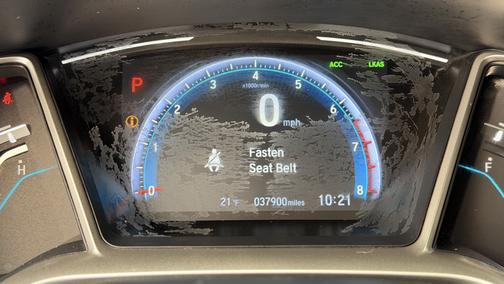 ACC LKAS
x1000r/min
P
0 1 2 3 4 5 6 7 8
0 mph
Fasten
Seat Belt
21°F 037900 miles 10:21
H